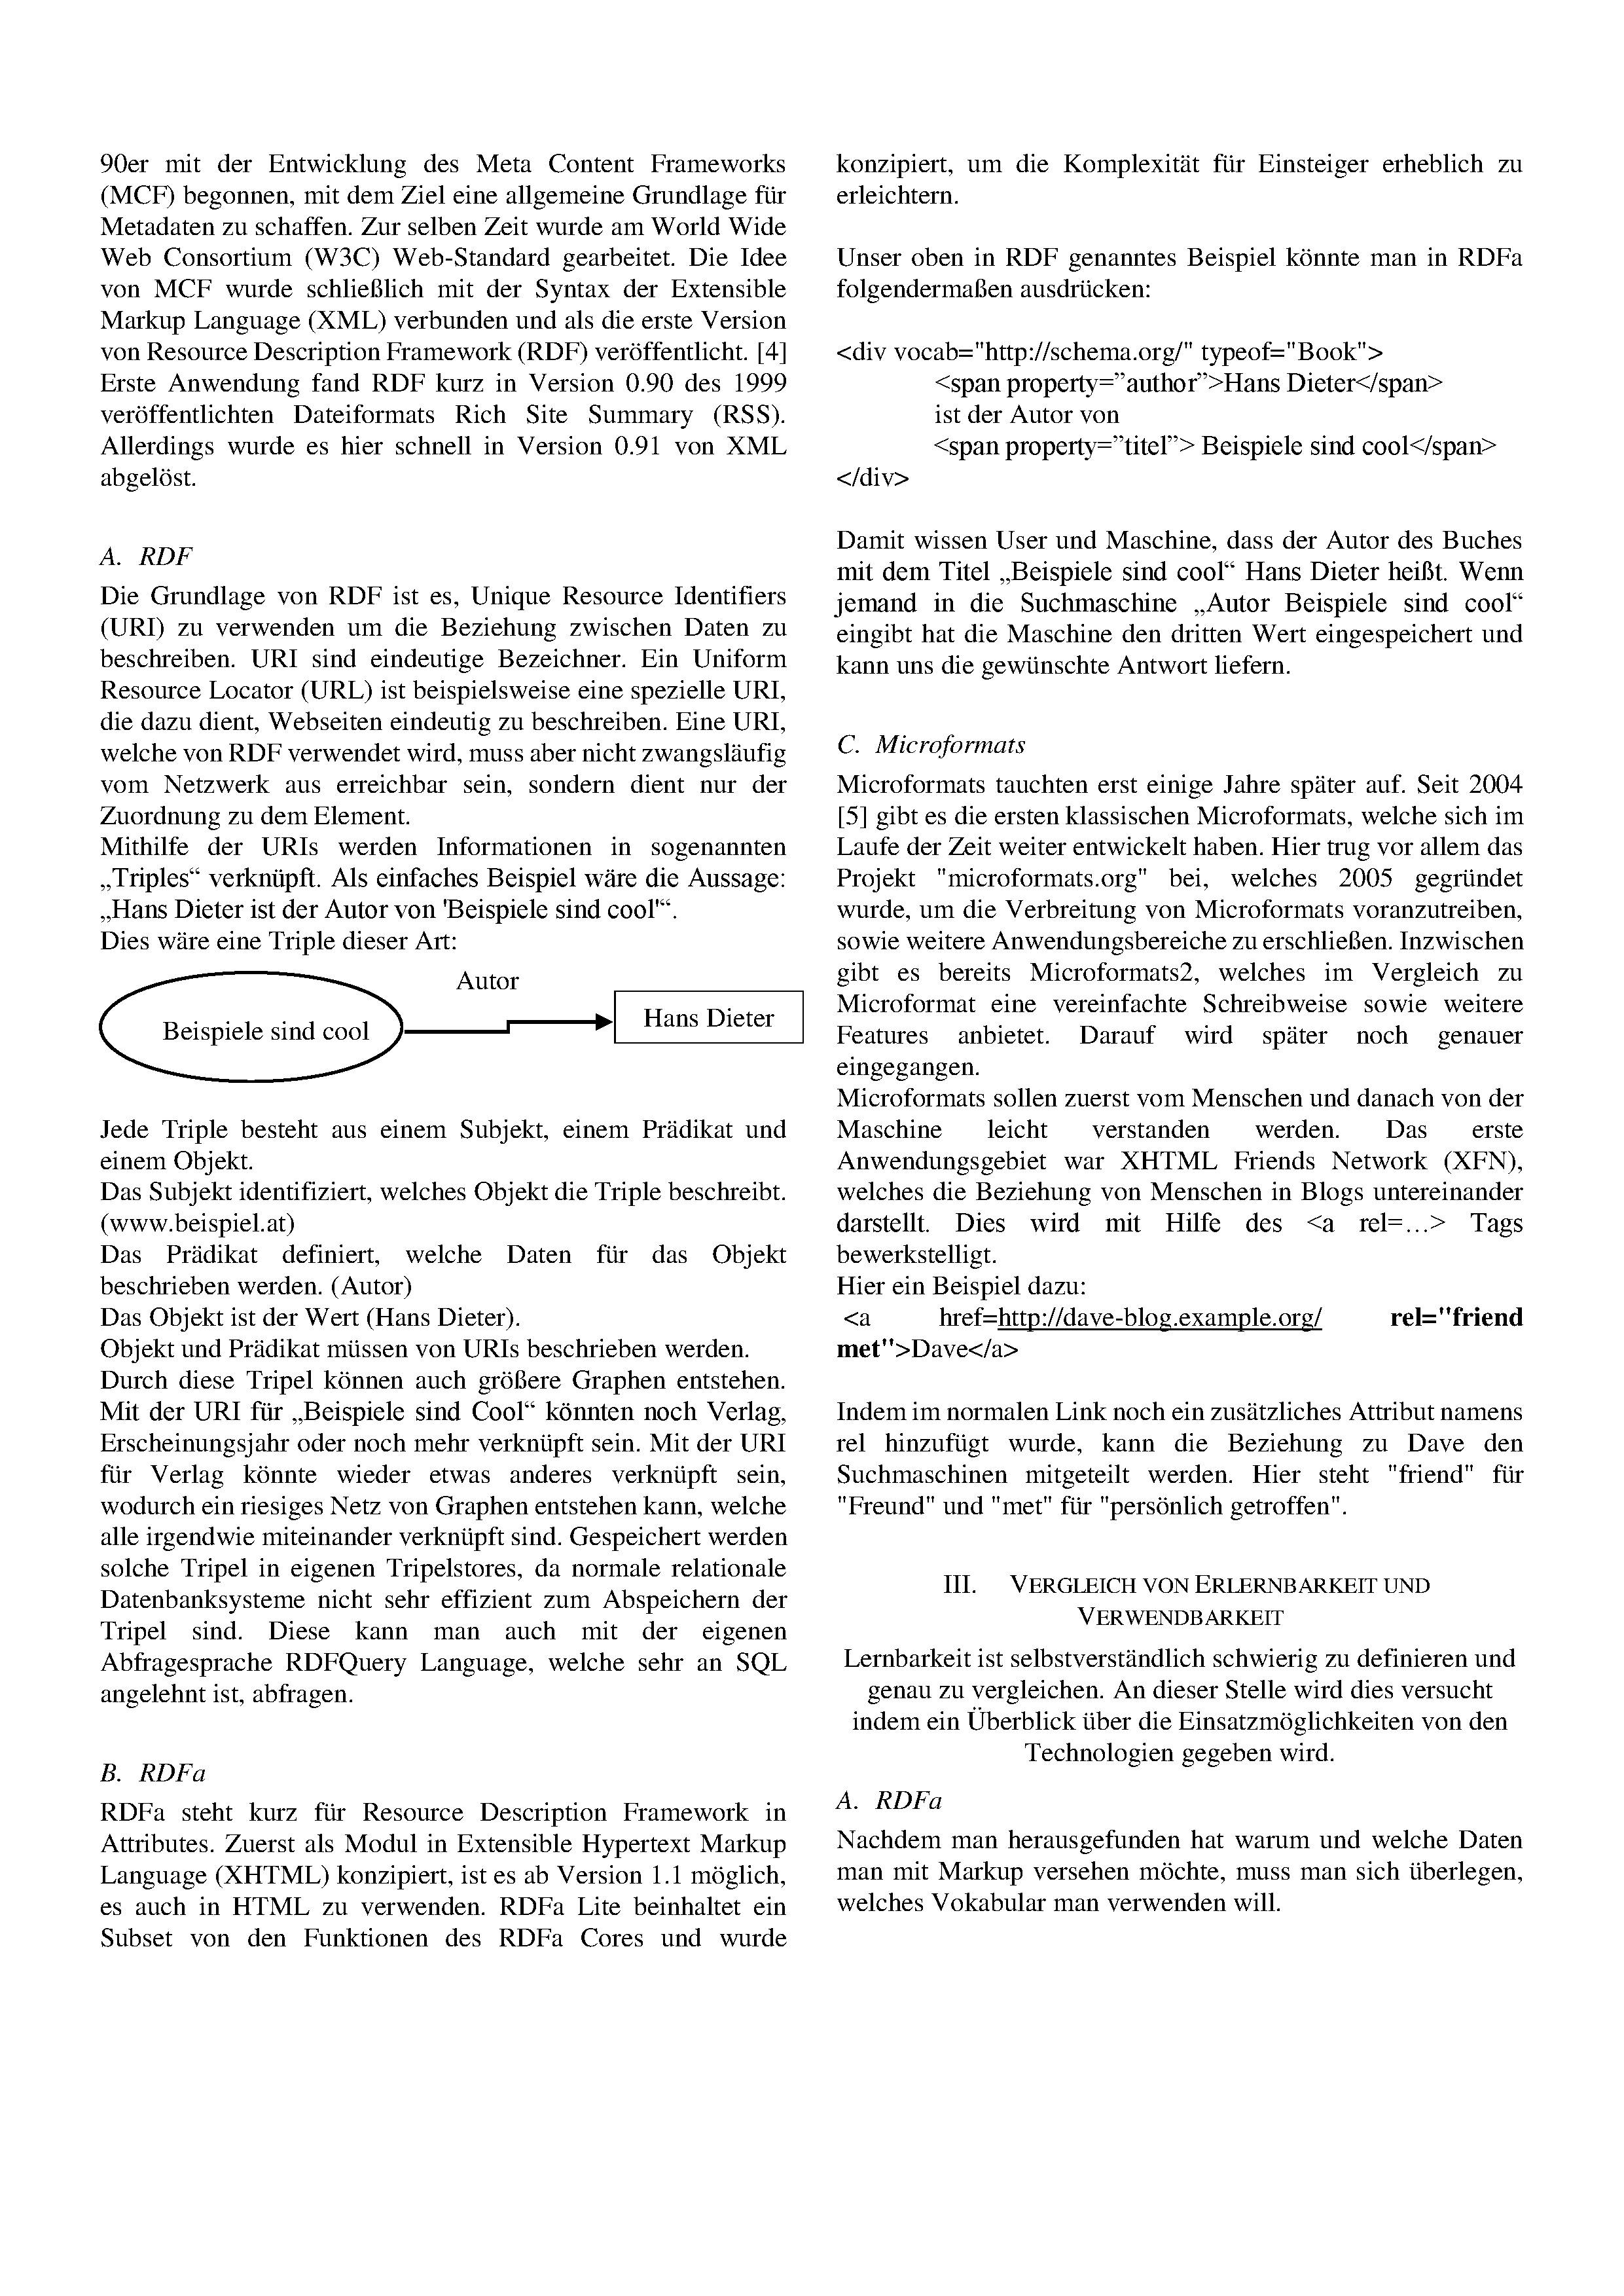 90er mit der Entwicklung des Meta Content Frameworks
(MCF) begonnen, mit dem Ziel eine allgemeine Grundlage für
Metadaten zu schaffen. Zur selben Zeit wurde am World Wide
Web Consortium (W3C) Web-Standard gearbeitet. Die Idee
von MCF wurde schließlich mit der Syntax der Extensible
Markup Language (XML) verbunden und als die erste Version
von Resource Description Framework (RDF) veröffentlicht. [4]
Erste Anwendung fand RDF kurz in Version 0.90 des 1999
veröffentlichten Dateiformats Rich Site Summary (RSS).
Allerdings wurde es hier schnell in Version 0.91 von XML
abgelöst.
A. RDF
Die Grundlage von RDF ist es, Unique Resource Identifiers
(URI) zu verwenden um die Beziehung zwischen Daten zu
beschreiben. URI sind eindeutige Bezeichner. Ein Uniform
Resource Locator (URL) ist beispielsweise eine spezielle URI,
die dazu dient, Webseiten eindeutig zu beschreiben. Eine URI,
welche von RDF verwendet wird, muss aber nicht zwangsläufig
vom Netzwerk aus erreichbar sein, sondern dient nur der
Zuordnung zu dem Element.
Mithilfe der URIs werden Informationen in sogenannten
„Triples“ verknüpft. Als einfaches Beispiel wäre die Aussage:
„Hans Dieter ist der Autor von 'Beispiele sind cool'“.
Dies wäre eine Triple dieser Art:
Autor
Beispiele sind cool
Hans Dieter
Jede Triple besteht aus einem Subjekt, einem Prädikat und
einem Objekt.
Das Subjekt identifiziert, welches Objekt die Triple beschreibt.
(www.beispiel.at)
Das Prädikat definiert, welche Daten für das Objekt
beschrieben werden. (Autor)
Das Objekt ist der Wert (Hans Dieter).
Objekt und Prädikat müssen von URIs beschrieben werden.
Durch diese Tripel können auch größere Graphen entstehen.
Mit der URI für „Beispiele sind Cool“ könnten noch Verlag,
Erscheinungsjahr oder noch mehr verknüpft sein. Mit der URI
für Verlag könnte wieder etwas anderes verknüpft sein,
wodurch ein riesiges Netz von Graphen entstehen kann, welche
alle irgendwie miteinander verknüpft sind. Gespeichert werden
solche Tripel in eigenen Tripelstores, da normale relationale
Datenbanksysteme nicht sehr effizient zum Abspeichern der
Tripel sind. Diese kann man auch mit der eigenen
Abfragesprache RDFQuery Language, welche sehr an SQL
angelehnt ist, abfragen.
B. RDFa
RDFa steht kurz für Resource Description Framework in
Attributes. Zuerst als Modul in Extensible Hypertext Markup
Language (XHTML) konzipiert, ist es ab Version 1.1 möglich,
es auch in HTML zu verwenden. RDFa Lite beinhaltet ein
Subset von den Funktionen des RDFa Cores und wurde
konzipiert, um die Komplexität für Einsteiger erheblich zu
erleichtern.
Unser oben in RDF genanntes Beispiel könnte man in RDFa
folgendermaßen ausdrücken:
<div vocab="http://schema.org/" typeof="Book">
<span property=”author”>Hans Dieter</span>
ist der Autor von
<span property=”titel”> Beispiele sind cool</span>
</div>
Damit wissen User und Maschine, dass der Autor des Buches
mit dem Titel „Beispiele sind cool“ Hans Dieter heißt. Wenn
jemand in die Suchmaschine „Autor Beispiele sind cool“
eingibt hat die Maschine den dritten Wert eingespeichert und
kann uns die gewünschte Antwort liefern.
C. Microformats
Microformats tauchten erst einige Jahre später auf. Seit 2004
[5] gibt es die ersten klassischen Microformats, welche sich im
Laufe der Zeit weiter entwickelt haben. Hier trug vor allem das
Projekt "microformats.org" bei, welches 2005 gegründet
wurde, um die Verbreitung von Microformats voranzutreiben,
sowie weitere Anwendungsbereiche zu erschließen. Inzwischen
gibt es bereits Microformats2, welches im Vergleich zu
Microformat eine vereinfachte Schreibweise sowie weitere
Features anbietet. Darauf wird später noch genauer
eingegangen.
Microformats sollen zuerst vom Menschen und danach von der
Maschine leicht verstanden werden. Das erste
Anwendungsgebiet war XHTML Friends Network (XFN),
welches die Beziehung von Menschen in Blogs untereinander
darstellt. Dies wird mit Hilfe des <a rel=…> Tags
bewerkstelligt.
Hier ein Beispiel dazu:
<a href=http://dave-blog.example.org/ rel="friend
met">Dave</a>
Indem im normalen Link noch ein zusätzliches Attribut namens
rel hinzufügt wurde, kann die Beziehung zu Dave den
Suchmaschinen mitgeteilt werden. Hier steht "friend" für
"Freund" und "met" für "persönlich getroffen".
III. VERGLEICH VON ERLERNBARKEIT UND
VERWENDBARKEIT
Lernbarkeit ist selbstverständlich schwierig zu definieren und
genau zu vergleichen. An dieser Stelle wird dies versucht
indem ein Überblick über die Einsatzmöglichkeiten von den
Technologien gegeben wird.
A. RDFa
Nachdem man herausgefunden hat warum und welche Daten
man mit Markup versehen möchte, muss man sich überlegen,
welches Vokabular man verwenden will.